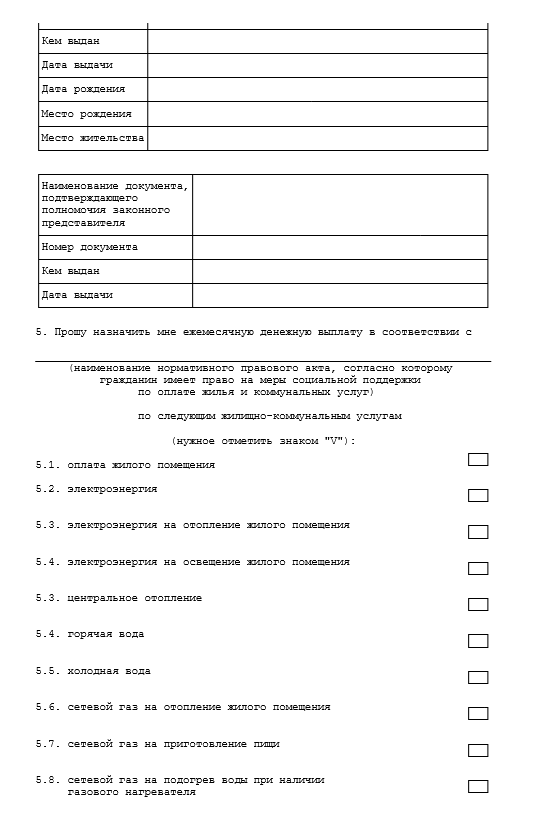 Кем выдан
Дата выдачи
Дата рождения
Место рождения
Место жительства
Наименование документа,
подтверждающего
полномочия законного
представителя
Номер документа
Кем выдан
Дата выдачи
5. Прошу назначить мне ежемесячную денежную выплату в соответствии с
(наименование нормативного правового акта, согласно которому
гражданин имеет право на меры социальной поддержки
по оплате жилья и коммунальных услуг)
по следующим жилищно-коммунальным услугам
(нужное отметить знаком "V"):
5.1. оплата жилого помещения
5.2. электроэнергия
5.3. электроэнергия на отопление жилого помещения
5.4. электроэнергия на освещение жилого помещения
5.3. центральное отопление
5.4. горячая вода
5.5. холодная вода
5.6. сетевой газ на отопление жилого помещения
5.7. сетевой газ на приготовление пищи
5.8. сетевой газ на подогрев воды при наличии
газового нагревателя